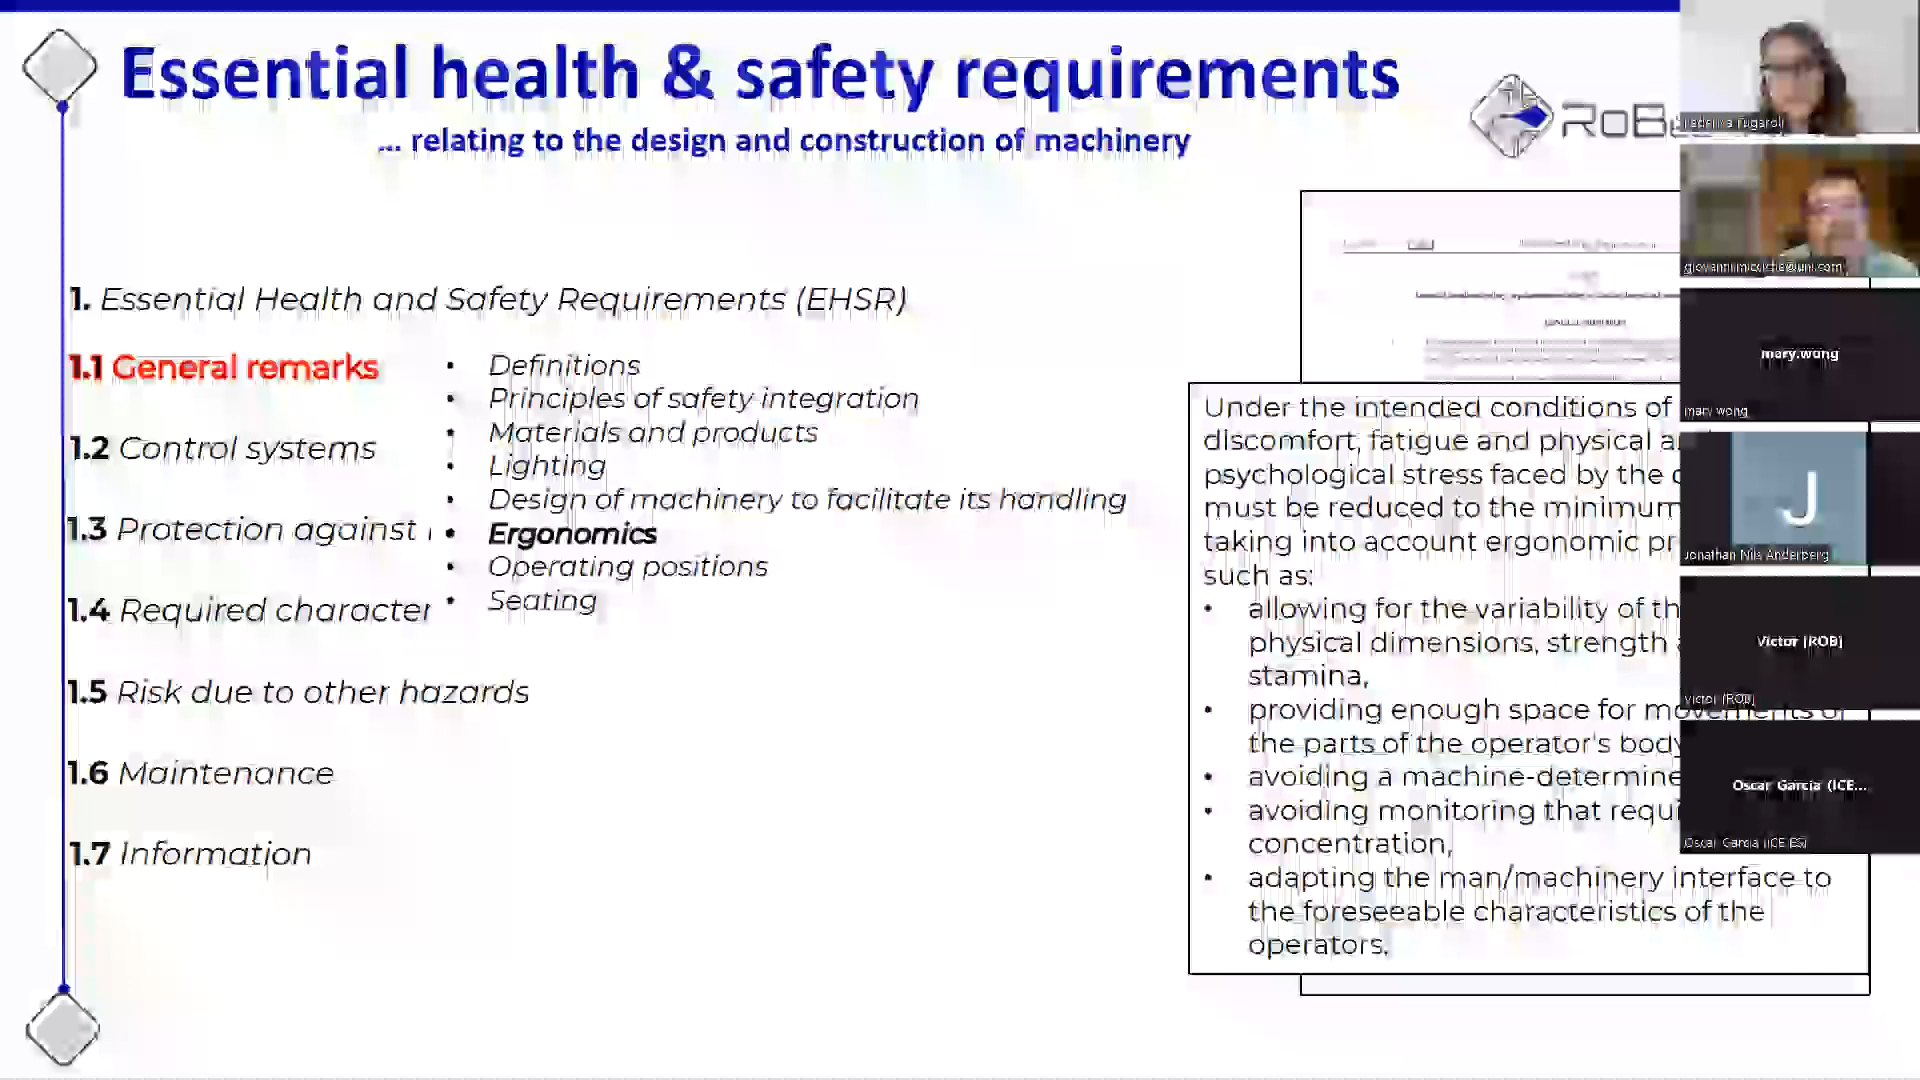 Essential health & safety requirements
... relating to the design and construction of machinery
1. Essential Health and Safety Requirements (EHSR)
1.1 General remarks
• Definitions
• Principles of safety integration
• Materials and products
• Lighting
• Design of machinery to facilitate its handling
• Ergonomics
• Operating positions
• Seating
1.2 Control systems
1.3 Protection against
1.4 Required character
1.5 Risk due to other hazards
1.6 Maintenance
1.7 Information
Under the intended conditions of
discomfort, fatigue and physical
psychological stress faced by the
must be reduced to the minimum
taking into account ergonomic
such as:
• allowing for the variability of
physical dimensions, strength
stamina,
• providing enough space for movements of
the parts of the operator's body
• avoiding a machine-determine
• avoiding monitoring that
concentration,
• adapting the man/machinery interface to
the foreseeable characteristics of the
operators.
mary.wong
mary wong
J
Jonathan Nils Anderberg
Victor (ROB)
Victor (ROB)
Oscar Garcia (ICE...
Oscar Garcia (ICE ES)